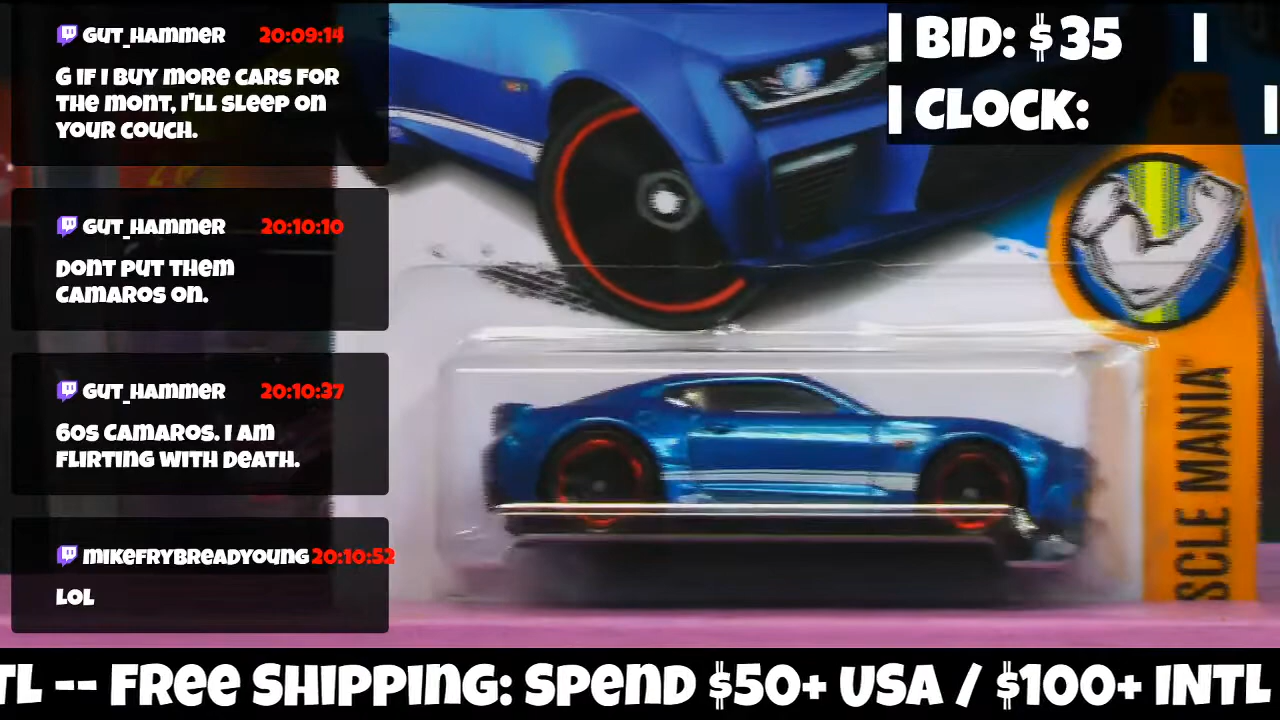 GUT_HAMMER 20:09:14
G IF I BUY MORE CARS FOR
THE MONT, I'LL SLEEP ON
YOUR COUCH.
GUT_HAMMER 20:10:10
DONT PUT THEM
CAMAROS ON.
GUT_HAMMER 20:10:37
60S CAMAROS. I AM
FLIRTING WITH DEATH.
MIKEFRYBREADYOUNG 20:10:52
LOL
| BID: $35 |
| CLOCK: |
SCLE MANIA™
TL -- FREE SHIPPING: SPEND $50+ USA / $100+ INTL